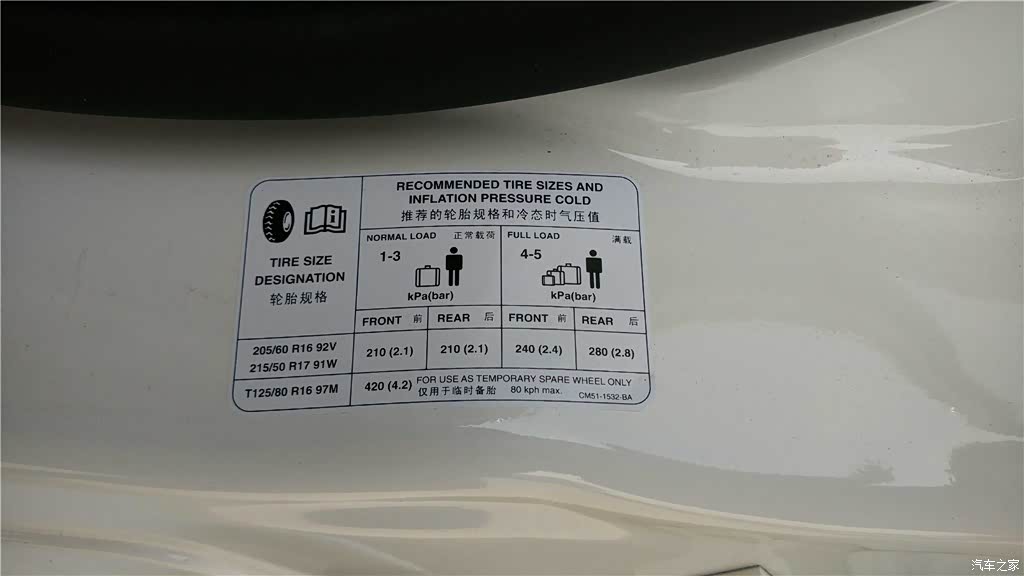 RECOMMENDED TIRE SIZES AND
INFLATION PRESSURE COLD
推荐的轮胎规格和冷态时气压值
TIRE SIZE
DESIGNATION
轮胎规格
NORMAL LOAD 正常载荷
1-3
kPa(bar)
FULL LOAD 满载
4-5
kPa(bar)
FRONT 前 REAR 后 FRONT 前 REAR 后
205/60 R16 92V
215/50 R17 91W
210 (2.1) 210 (2.1) 240 (2.4) 280 (2.8)
T125/80 R16 97M
420 (4.2) FOR USE AS TEMPORARY SPARE WHEEL ONLY
仅用于临时备胎 80 kph max. CM51-1532-BA
汽车之家